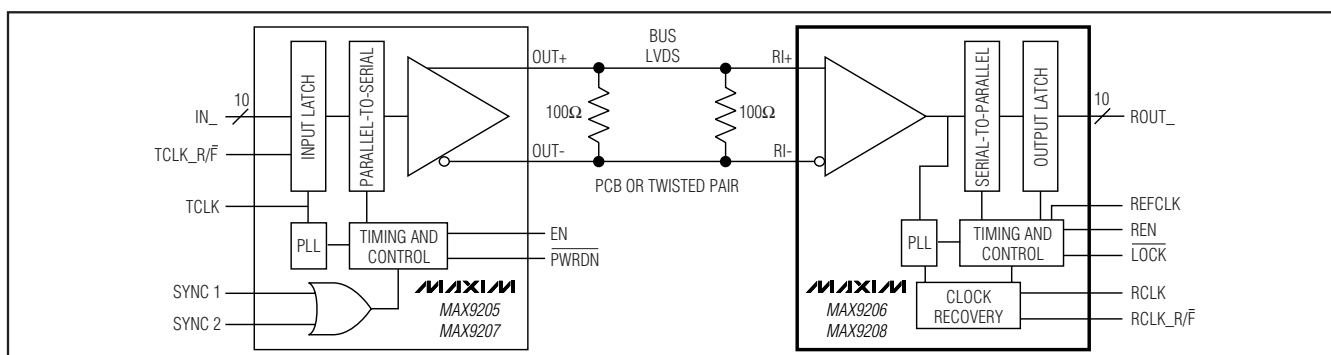 BUS
LVDS
OUT+
RI+
10
IN_
TCLK_R/F̅
TCLK
INPUT LATCH
PARALLEL-TO-SERIAL
100Ω
100Ω
OUT-
RI-
PCB OR TWISTED PAIR
PLL
TIMING AND
CONTROL
EN
P̅W̅R̅D̅N̅
SYNC 1
SYNC 2
MAXIM
MAX9205
MAX9207
SERIAL-TO-PARALLEL
OUTPUT LATCH
10
ROUT_
REFCLK
REN
L̅O̅C̅K̅
PLL
TIMING AND
CONTROL
CLOCK
RECOVERY
RCLK
RCLK_R/F̅
MAXIM
MAX9206
MAX9208